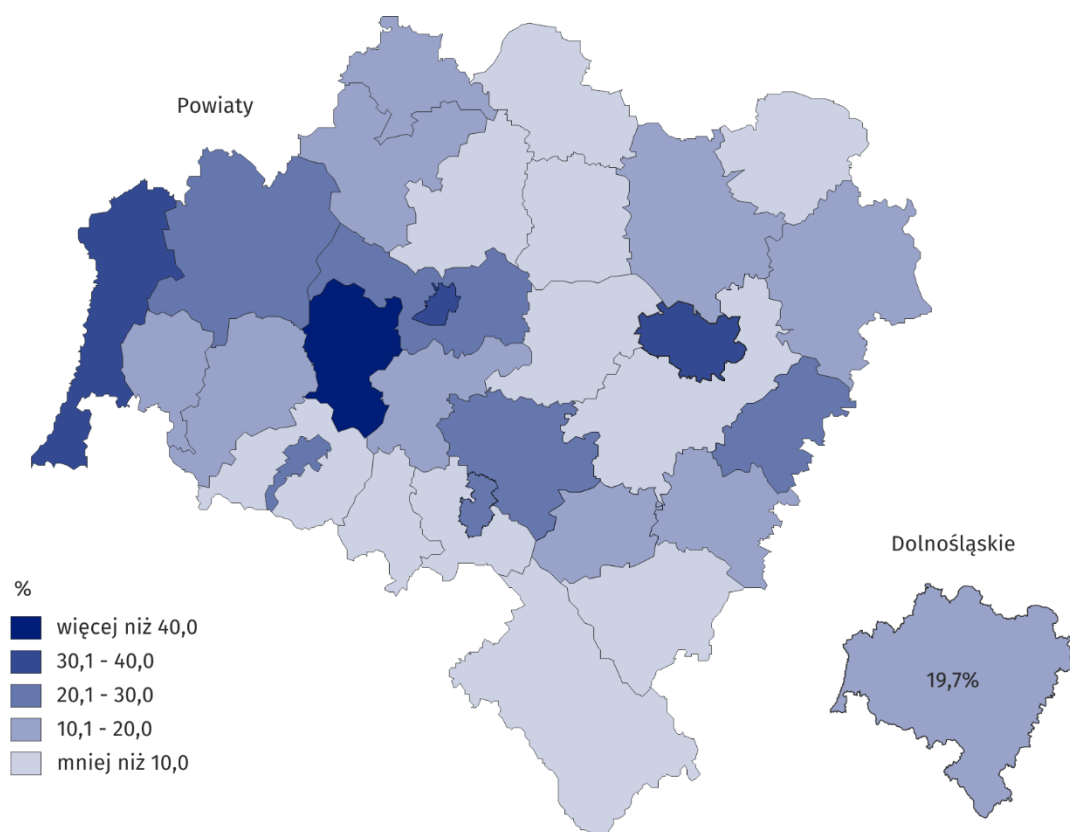 Powiaty
Dolnośląskie
19,7%
%
więcej niż 40,0
30,1 - 40,0
20,1 - 30,0
10,1 - 20,0
mniej niż 10,0